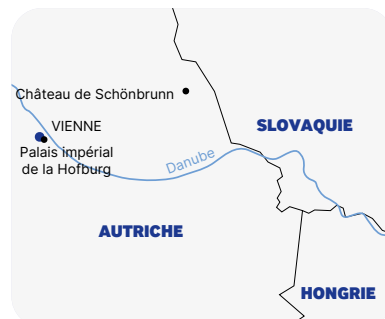 Château de Schönbrunn
SLOVAQUIE
VIENNE
Palais impérial
de la Hofburg
Danube
AUTRICHE
HONGRIE